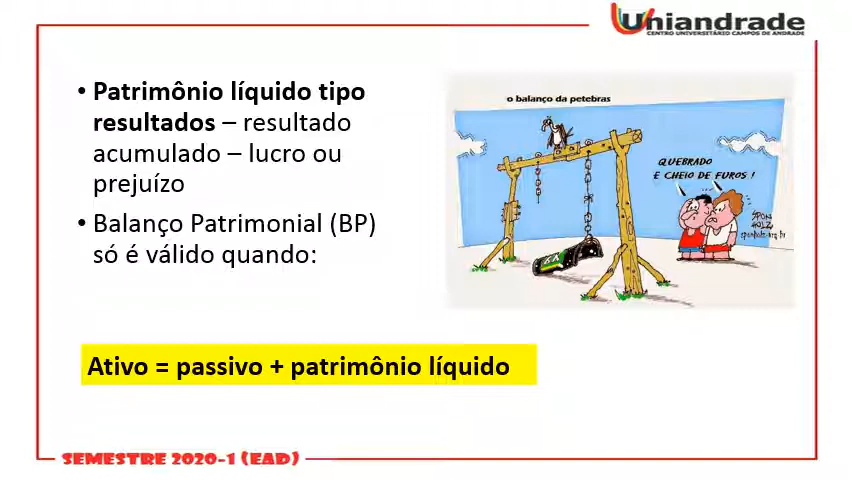 Uniandrade
CENTRO UNIVERSITÁRIO CAMPOS DE ANDRADE
• Patrimônio líquido tipo
resultados – resultado
acumulado – lucro ou
prejuízo
• Balanço Patrimonial (BP)
só é válido quando:
o balanço da petebras
QUEBRADO
E CHEIO DE FUROS !
SPON
HOLZ
Ativo = passivo + patrimônio líquido
SEMESTRE 2020-1 (EAD)